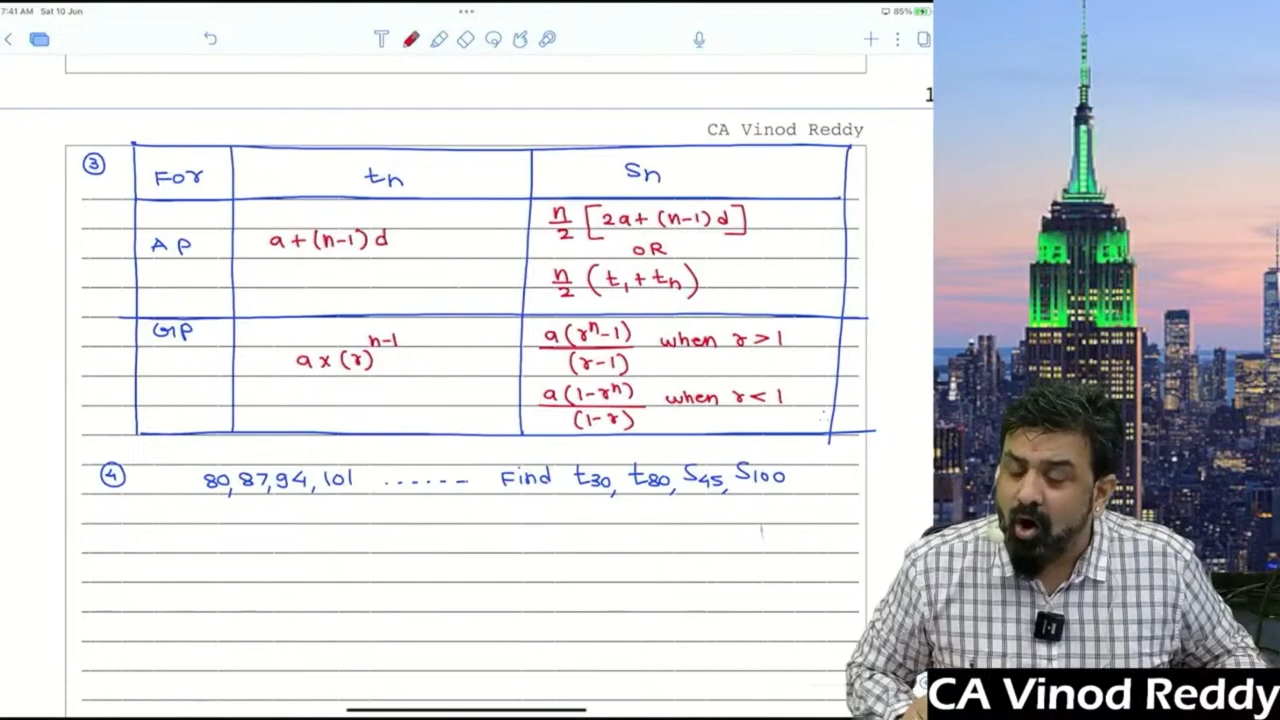 7:41 AM Sat 10 Jun
85%
T
1
CA Vinod Reddy
③ For tn Sn
AP a+(n-1)d n/2 [2a+(n-1)d]
OR
n/2 (t1+tn)
GP a×(r)^n-1 a(r^n-1)/(r-1) when r>1
a(1-r^n)/(1-r) when r<1
④ 80,87,94,101 ...... Find t30, t80, S45, S100
CA Vinod Reddy